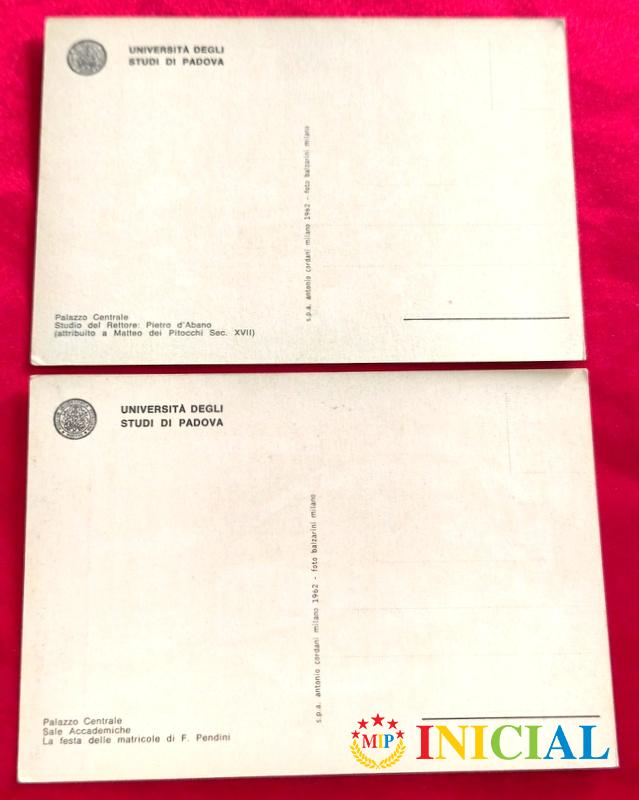 UNIVERSITÀ DEGLI
STUDI DI PADOVA
s.p.a. antonio cordani milano 1962 - foto balzarini milano
Palazzo Centrale
Studio del Rettore: Pietro d'Abano
(attribuito a Matteo dei Pitocchi Sec. XVII)
UNIVERSITÀ DEGLI
STUDI DI PADOVA
s.p.a. antonio cordani milano 1962 - foto balzarini milano
Palazzo Centrale
Sale Accademiche
La festa delle matricole di F. Pendini
MIP INICIAL